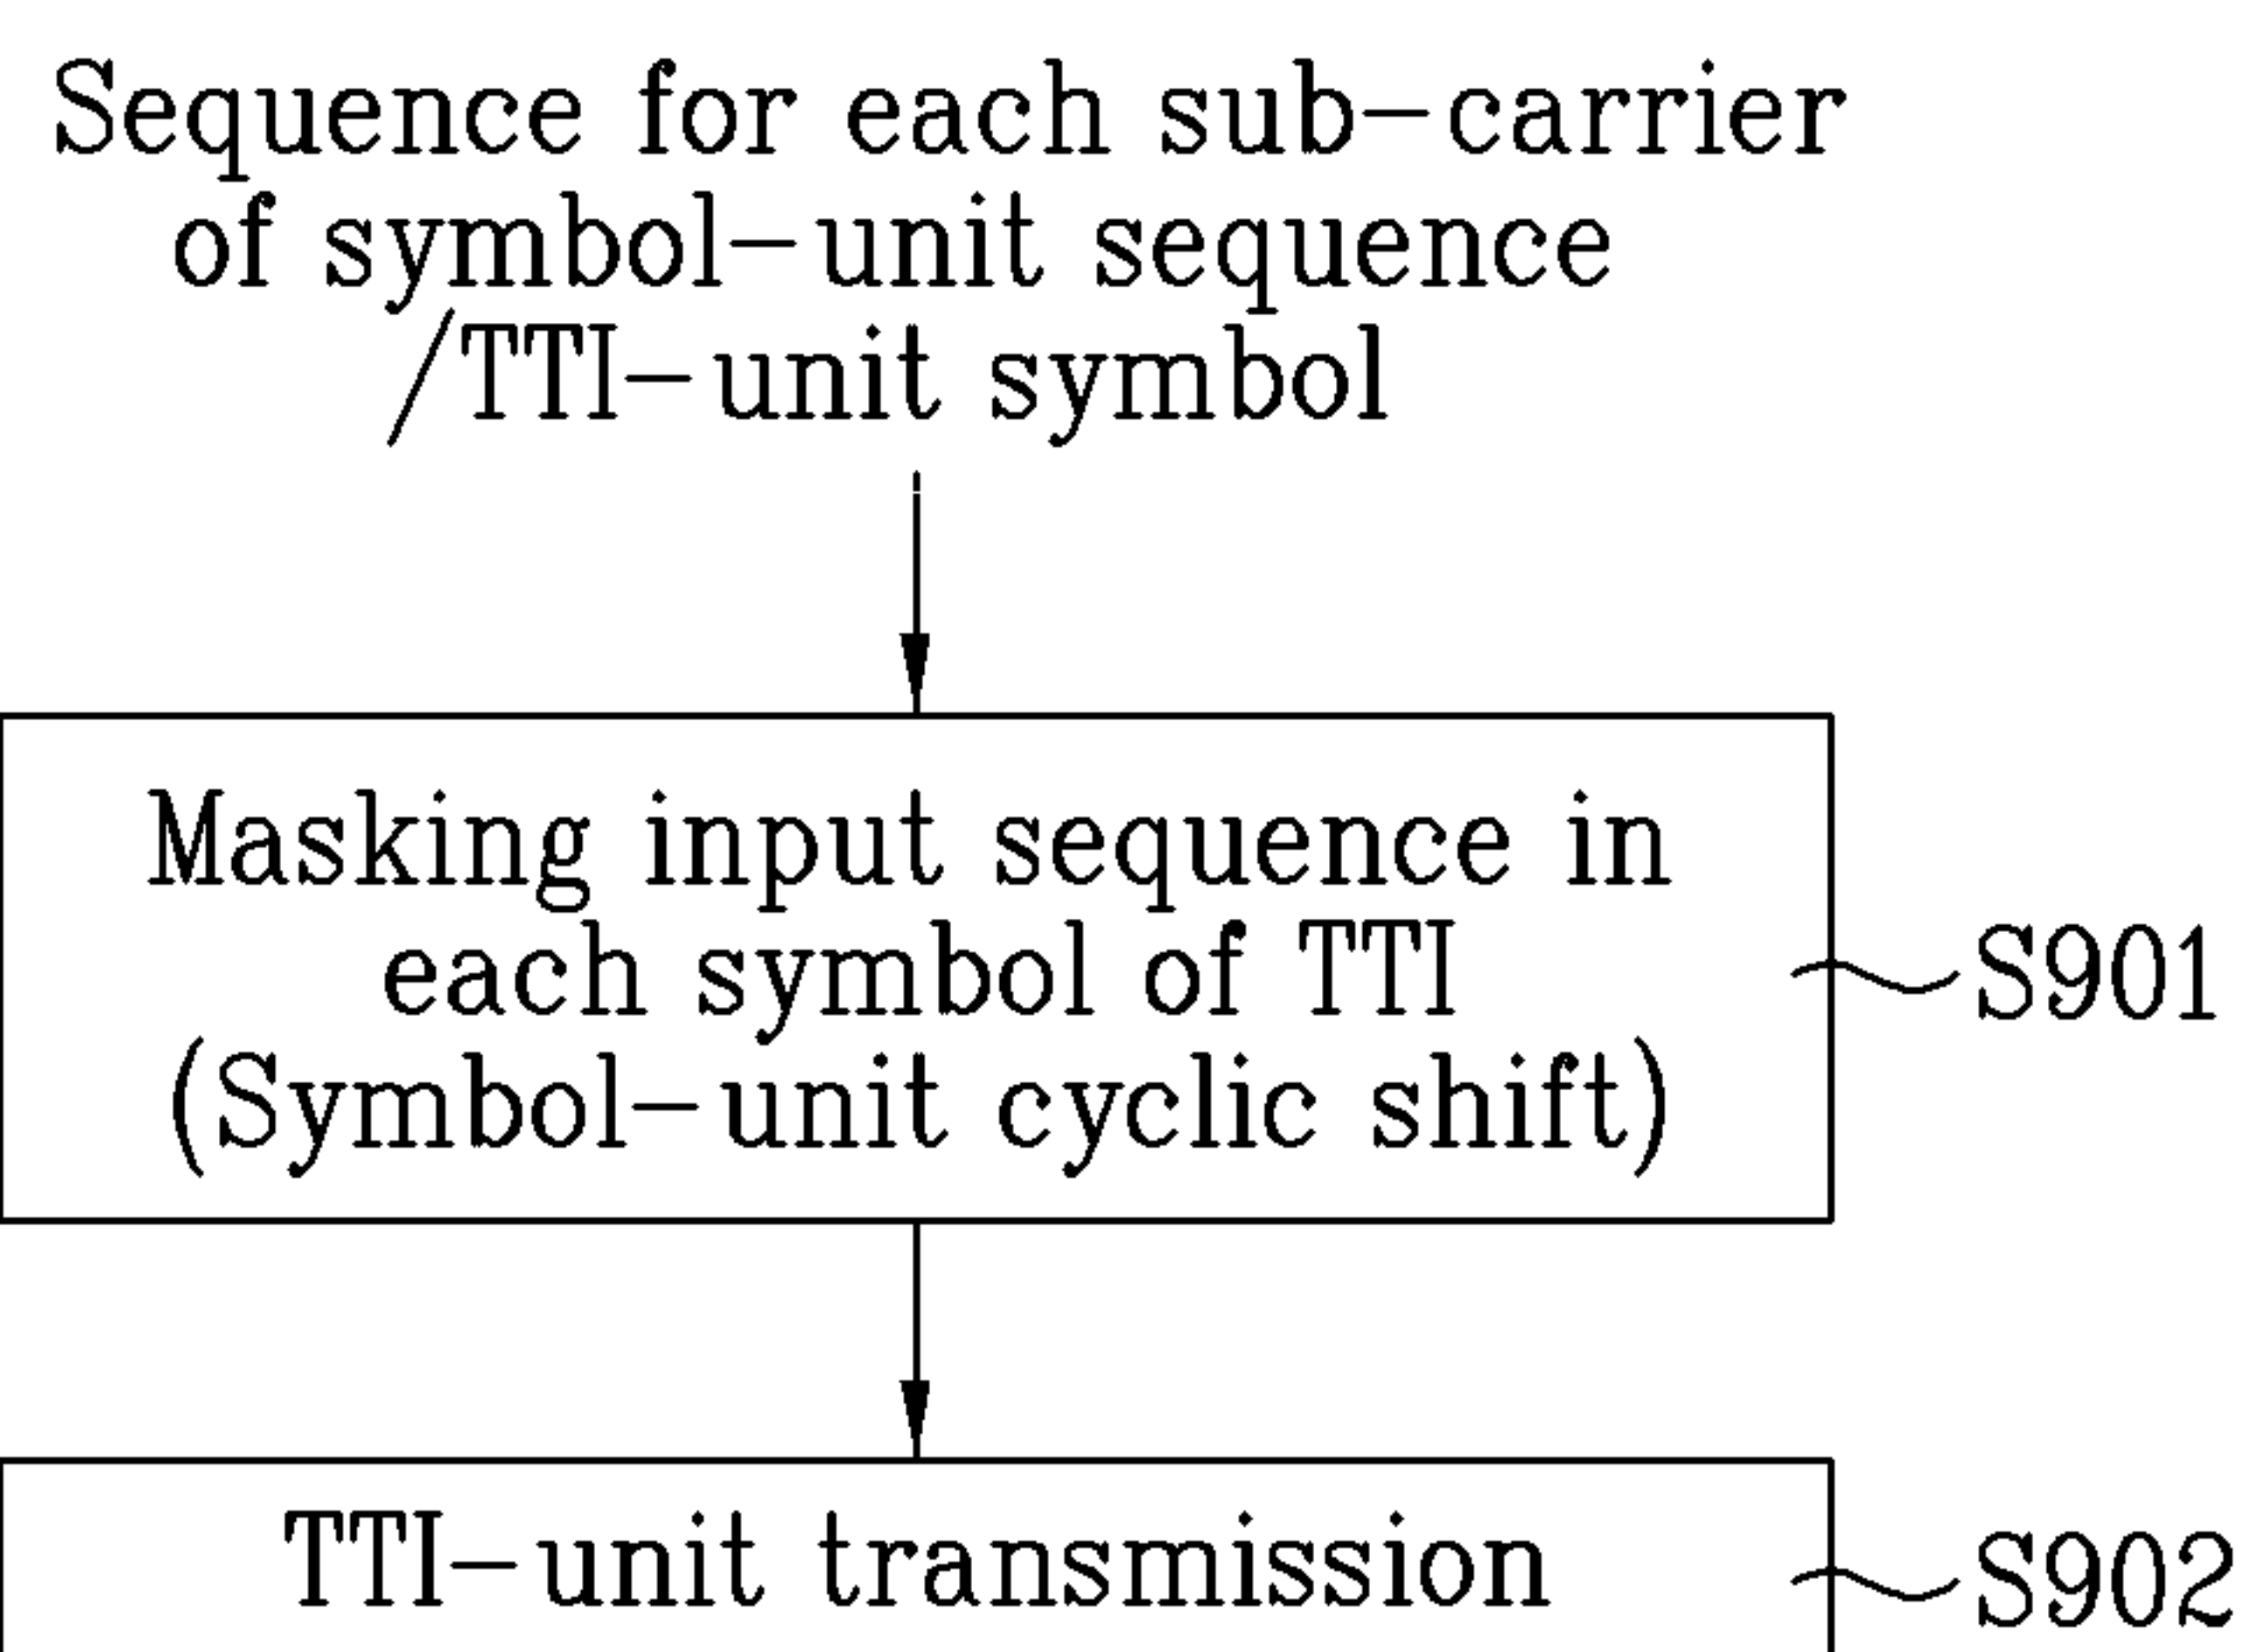 Sequence for each sub-carrier
of symbol-unit sequence
/TTI-unit symbol
Masking input sequence in
each symbol of TTI
(Symbol-unit cyclic shift)
S901
TTI-unit transmission
S902